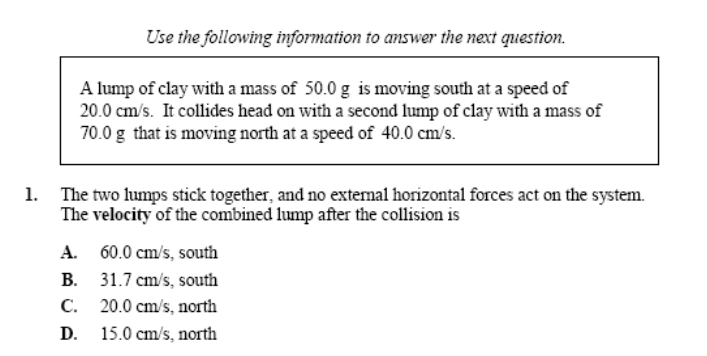 Use the following information to answer the next question.
A lump of clay with a mass of 50.0 g is moving south at a speed of
20.0 cm/s. It collides head on with a second lump of clay with a mass of
70.0 g that is moving north at a speed of 40.0 cm/s.
1. The two lumps stick together, and no external horizontal forces act on the system.
The velocity of the combined lump after the collision is
A. 60.0 cm/s, south
B. 31.7 cm/s, south
C. 20.0 cm/s, north
D. 15.0 cm/s, north